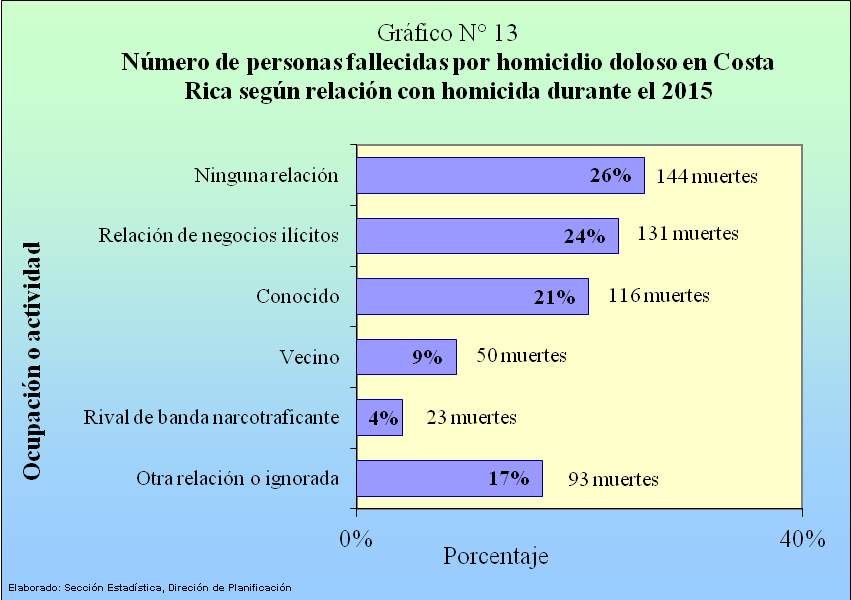 Gráfico N° 13
Número de personas fallecidas por homicidio doloso en Costa
Rica según relación con homicida durante el 2015
Ocupación o actividad
Ninguna relación 26% 144 muertes
Relación de negocios ilícitos 24% 131 muertes
Conocido 21% 116 muertes
Vecino 9% 50 muertes
Rival de banda narcotraficante 4% 23 muertes
Otra relación o ignorada 17% 93 muertes
0% 40%
Porcentaje
Elaborado: Sección Estadística, Direción de Planificación